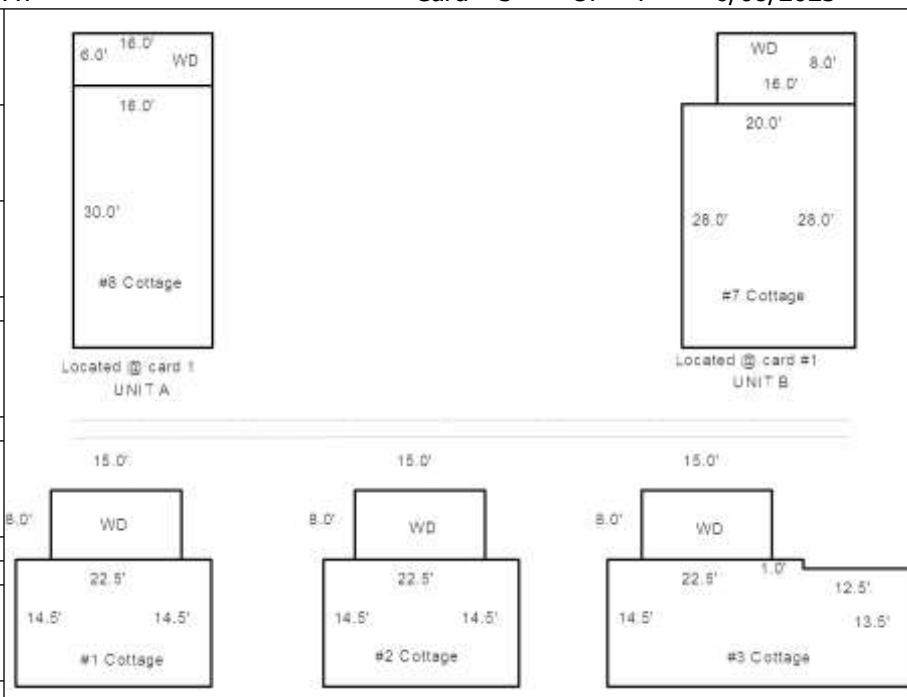 16.0'
6.0'
WD
16.0'
30.0'
#8 Cottage
Located @ card 1
UNIT A
WD
8.0'
16.0'
20.0'
28.0'
28.0'
#7 Cottage
Located @ card #1
UNIT B
15.0'
8.0'
WD
22.5'
14.5'
14.5'
#1 Cottage
15.0'
8.0'
WD
22.5'
14.5'
14.5'
#2 Cottage
15.0'
8.0'
WD
22.5'
1.0'
12.5'
14.5'
13.5'
#3 Cottage